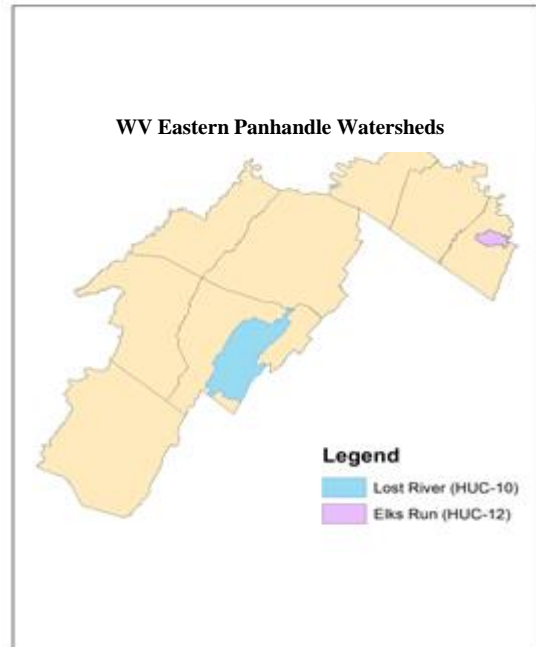 WV Eastern Panhandle Watersheds
Legend
Lost River (HUC-10)
Elks Run (HUC-12)